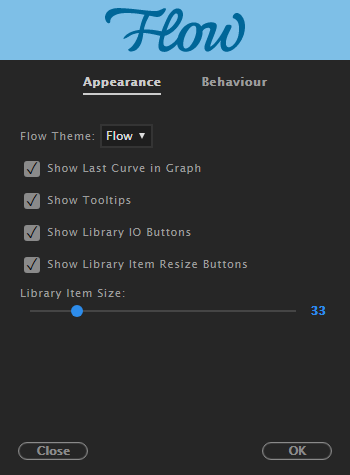 Flow
Appearance Behaviour
Flow Theme: Flow
Show Last Curve in Graph
Show Tooltips
Show Library IO Buttons
Show Library Item Resize Buttons
Library Item Size:
33
Close OK